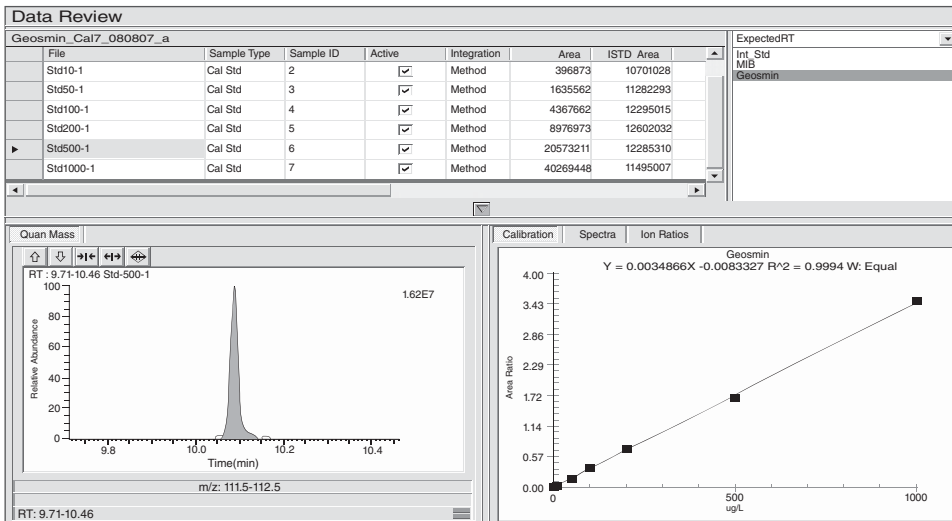 Data Review
Geosmin_Cal7_080807_a
File Sample Type Sample ID Active Integration Area ISTD Area
Std10-1 Cal Std 2 Method 396873 10701028
Std50-1 Cal Std 3 Method 1635562 11282293
Std100-1 Cal Std 4 Method 4367662 12295015
Std200-1 Cal Std 5 Method 8976973 12602032
Std500-1 Cal Std 6 Method 20573211 12285310
Std1000-1 Cal Std 7 Method 40269448 11495007
ExpectedRT
Int_Std
MIB
Geosmin
Quan Mass
RT : 9.71-10.46 Std-500-1
1.62E7
Relative Abundance
100
80
60
40
20
0
9.8 10.0 10.2 10.4
Time(min)
m/z: 111.5-112.5
RT: 9.71-10.46
Calibration Spectra Ion Ratios
Geosmin
Y = 0.0034866X -0.0083327 R^2 = 0.9994 W: Equal
Area Ratio
4.00
3.43
2.86
2.29
1.72
1.14
0.57
0.00
0 500 1000
ug/L